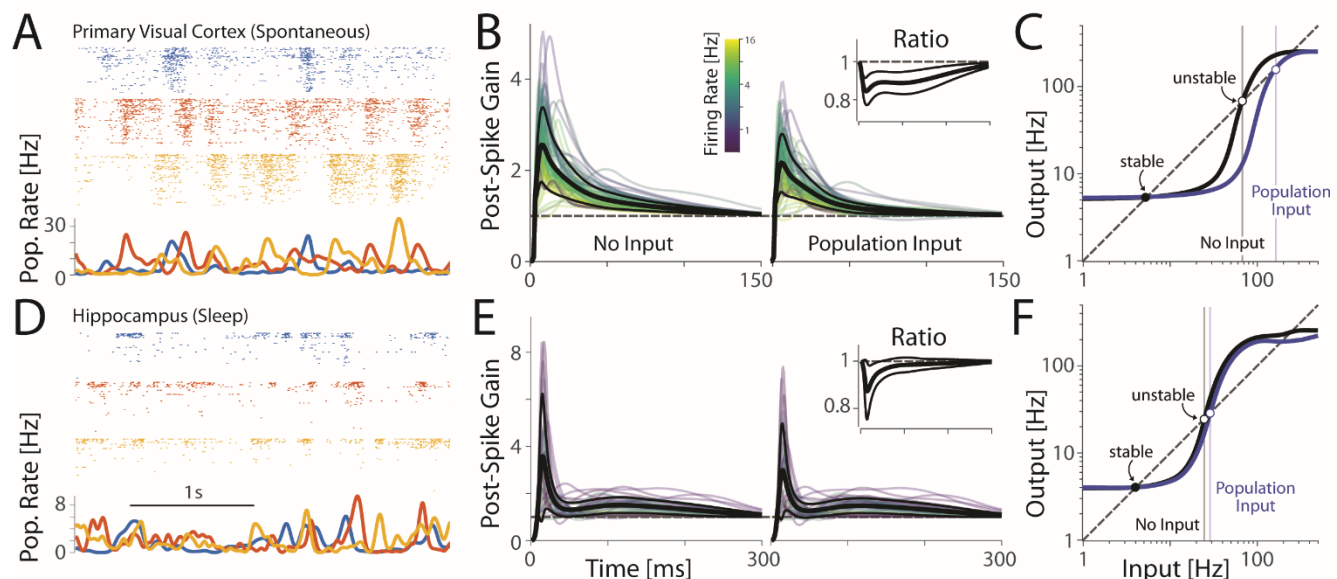 A
Primary Visual Cortex (Spontaneous)
Pop. Rate [Hz]
30
0
B
Post-Spike Gain
4
2
0
Firing Rate [Hz]
16
1
Ratio
1
0.8
No Input
Population Input
0
150
150
C
Output [Hz]
100
10
1
unstable
stable
Population
Input
No Input
100
D
Hippocampus (Sleep)
1s
Pop. Rate [Hz]
8
0
E
Post-Spike Gain
8
4
0
Ratio
1
0.8
0
Time [ms]
300
300
F
Output [Hz]
100
10
1
unstable
stable
Population
Input
No Input
1
Input [Hz]
100